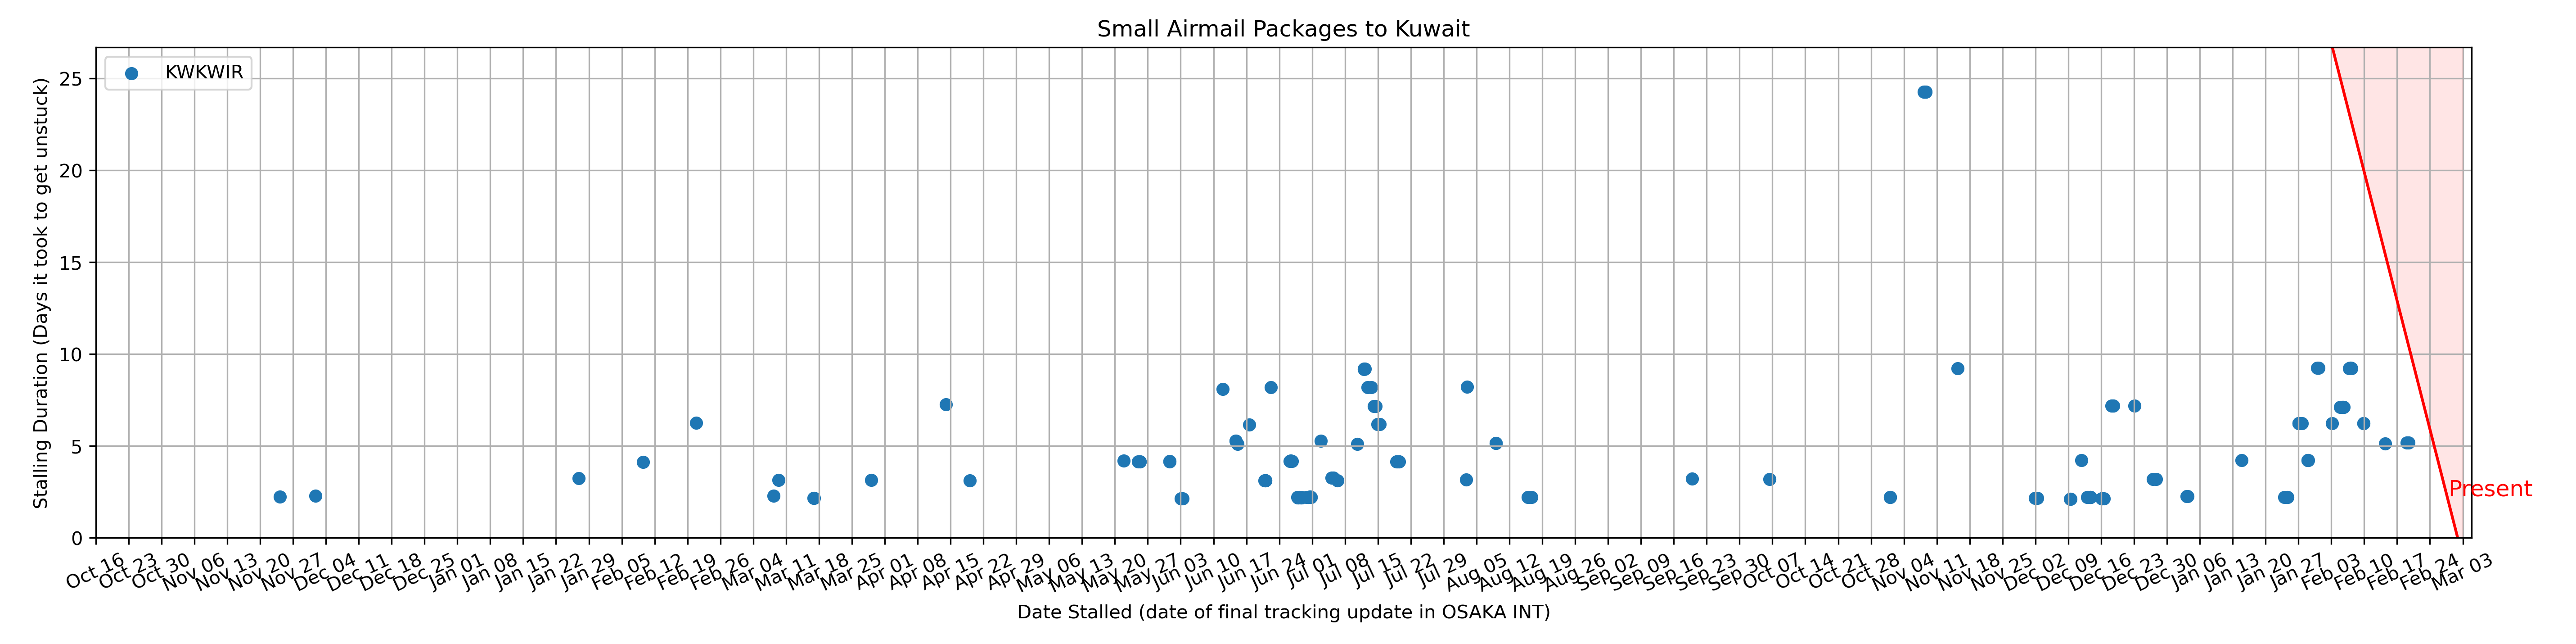 Small Airmail Packages to Kuwait
KWKWIR
Stalling Duration (Days it took to get unstuck)
25
20
15
10
5
0
Present
Oct 16
Oct 23
Oct 30
Nov 06
Nov 13
Nov 20
Nov 27
Dec 04
Dec 11
Dec 18
Dec 25
Jan 01
Jan 08
Jan 15
Jan 22
Jan 29
Feb 05
Feb 12
Feb 19
Feb 26
Mar 04
Mar 11
Mar 18
Mar 25
Apr 01
Apr 08
Apr 15
Apr 22
Apr 29
May 06
May 13
May 20
May 27
Jun 03
Jun 10
Jun 17
Jun 24
Jul 01
Jul 08
Jul 15
Jul 22
Jul 29
Aug 05
Aug 12
Aug 19
Aug 26
Sep 02
Sep 09
Sep 16
Sep 23
Sep 30
Oct 07
Oct 14
Oct 21
Oct 28
Nov 04
Nov 11
Nov 18
Nov 25
Dec 02
Dec 09
Dec 16
Dec 23
Dec 30
Jan 06
Jan 13
Jan 20
Jan 27
Feb 03
Feb 10
Feb 17
Feb 24
Mar 03
Date Stalled (date of final tracking update in OSAKA INT)